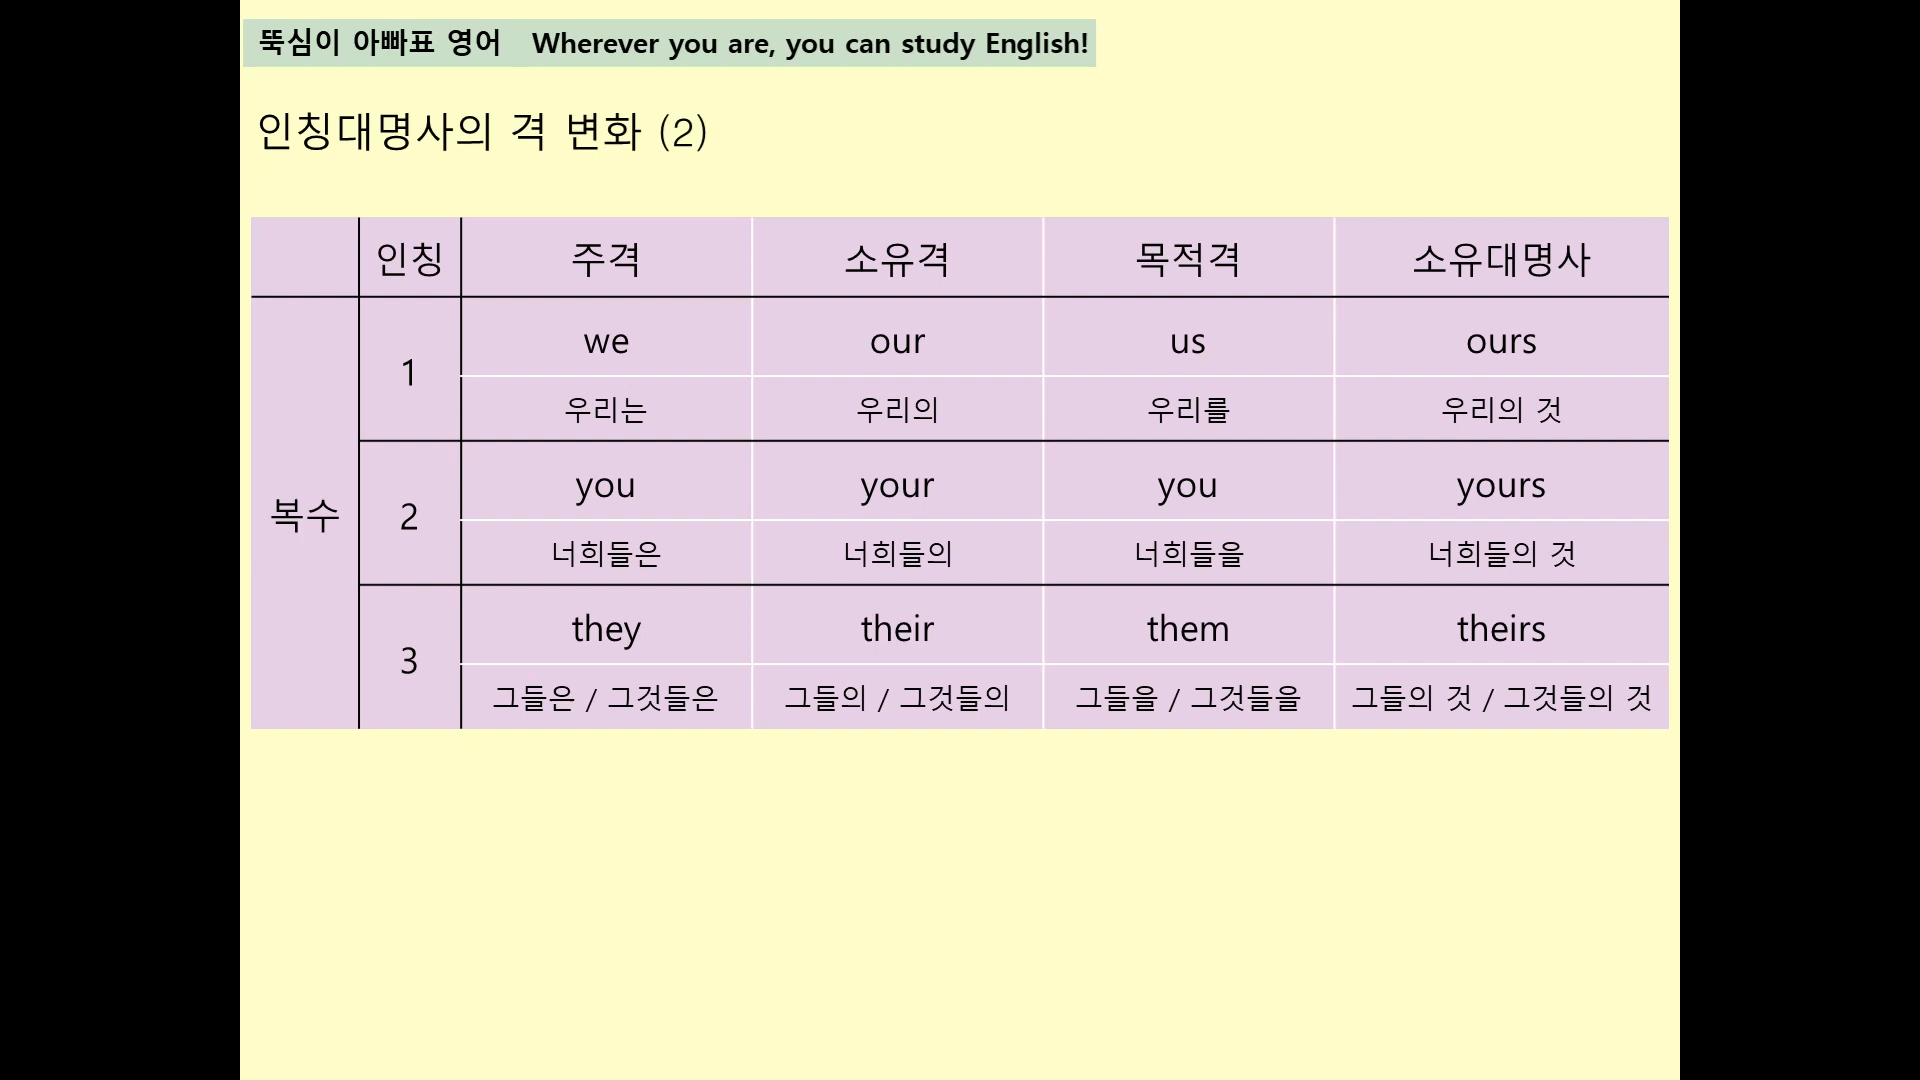 뚝심이 아빠표 영어 Wherever you are, you can study English!
인칭대명사의 격 변화 (2)
인칭 주격 소유격 목적격 소유대명사
복수
1
we our us ours
우리는 우리의 우리를 우리의 것
2
you your you yours
너희들은 너희들의 너희들을 너희들의 것
3
they their them theirs
그들은 / 그것들은 그들의 / 그것들의 그들을 / 그것들을 그들의 것 / 그것들의 것